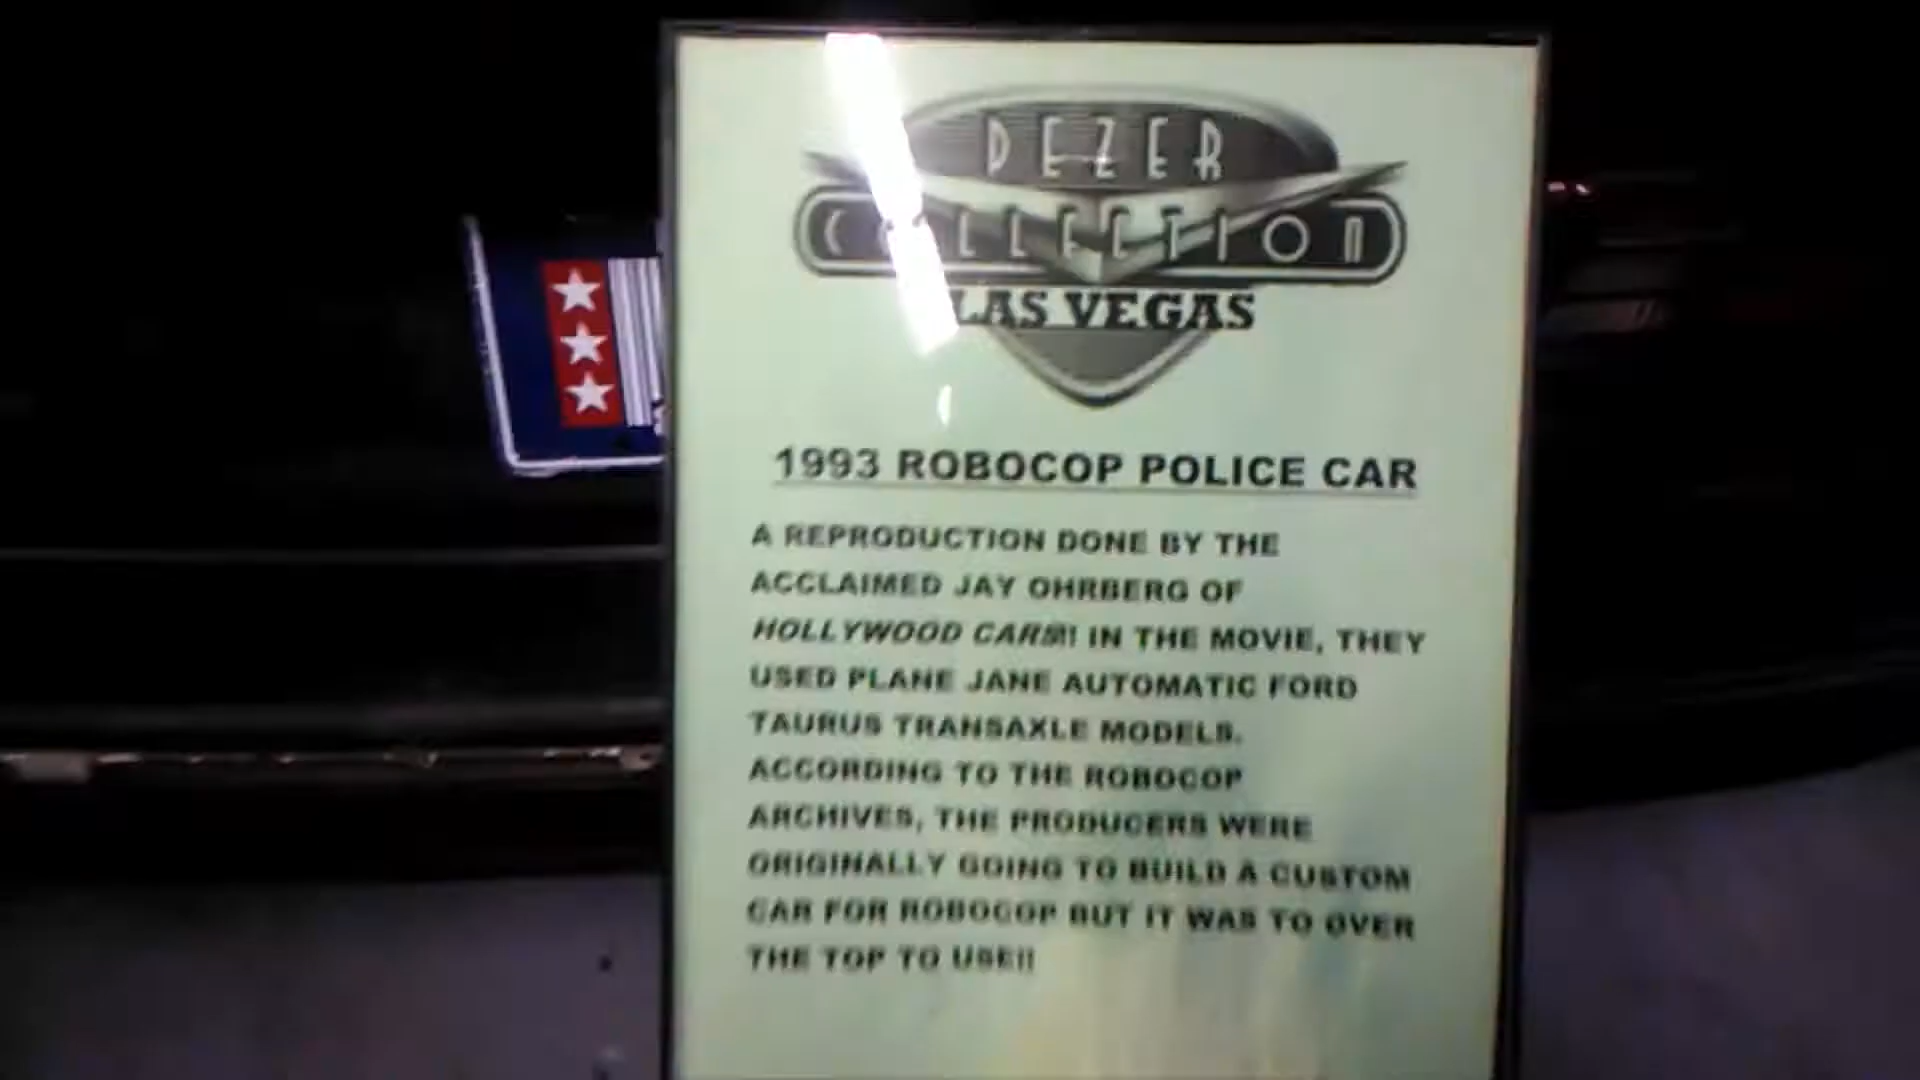 DEZER
COLLECTION
LAS VEGAS
1993 ROBOCOP POLICE CAR
A REPRODUCTION DONE BY THE
ACCLAIMED JAY OHRBERG OF
HOLLYWOOD CARS!! IN THE MOVIE, THEY
USED PLANE JANE AUTOMATIC FORD
TAURUS TRANSAXLE MODELS.
ACCORDING TO THE ROBOCOP
ARCHIVES, THE PRODUCERS WERE
ORIGINALLY GOING TO BUILD A CUSTOM
CAR FOR ROBOCOP BUT IT WAS TO OVER
THE TOP TO USE!!